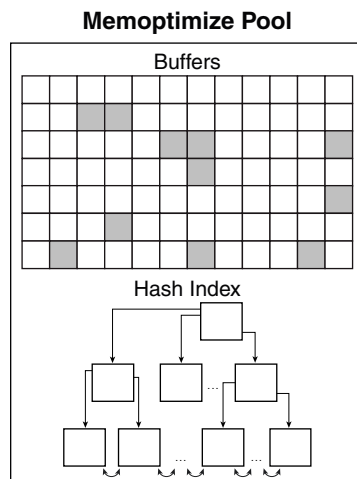 Memoptimize Pool
Buffers
Hash Index
...
... ...